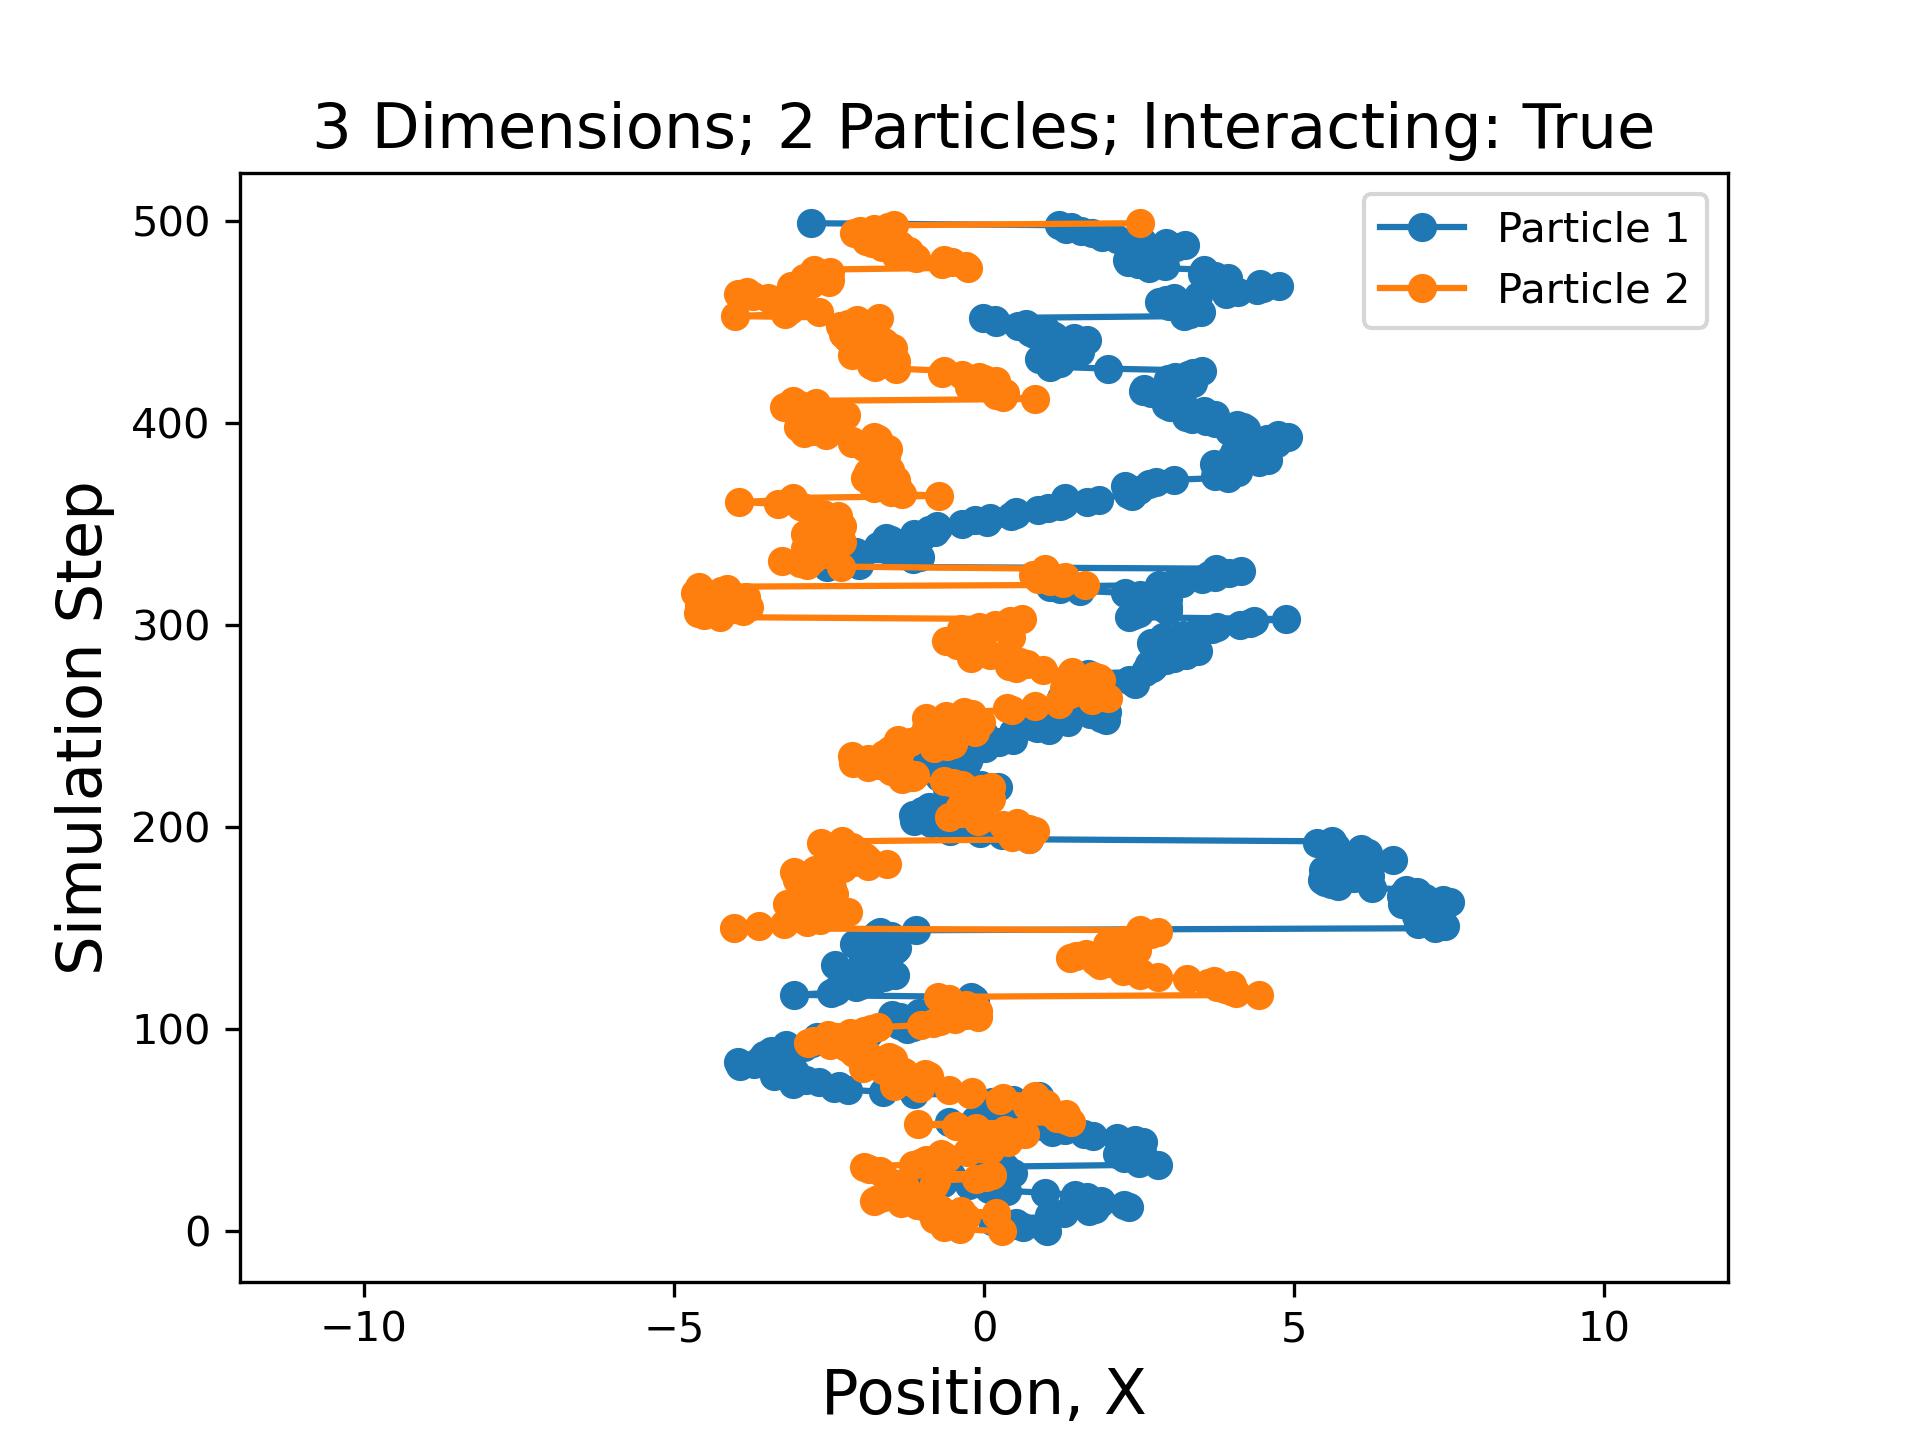 3 Dimensions; 2 Particles; Interacting: True
Particle 1
Particle 2
Simulation Step
500
400
300
200
100
0
−10
−5
0
5
10
Position, X